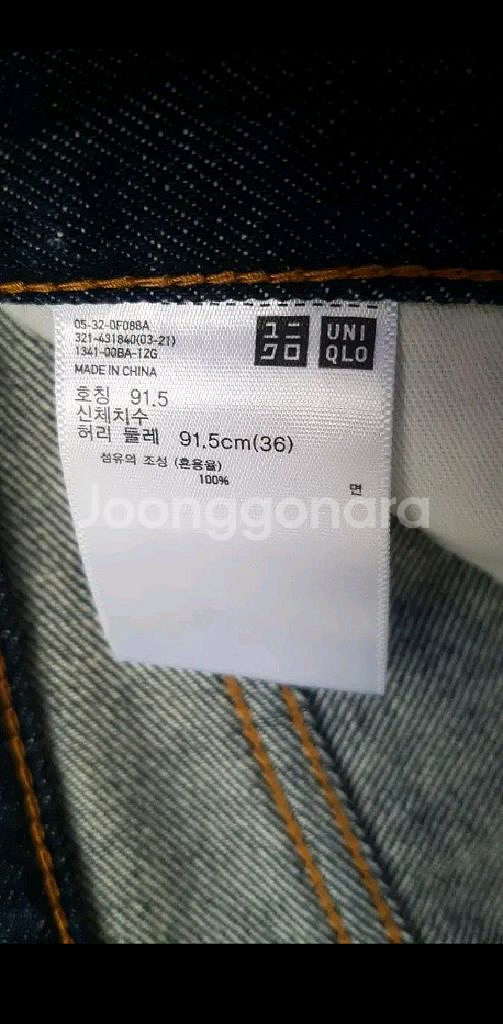 05-32-0F088A
321-431840(03-21)
1341-00BA-12G
MADE IN CHINA
ユニ
クロ
UNI
QLO
호칭 91.5
신체치수
허리 둘레 91.5cm(36)
섬유의 조성 (혼용율)
100%
면
Joonggonara